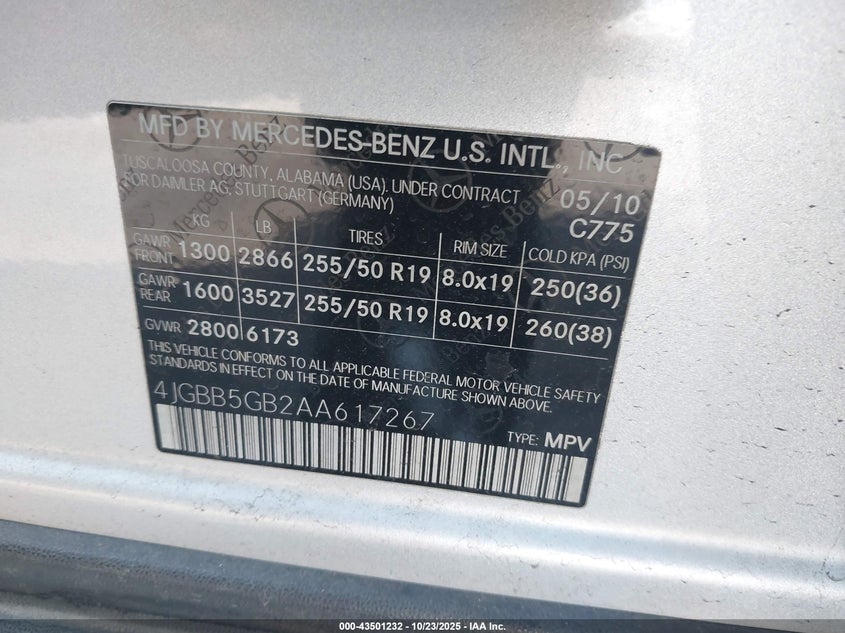 MFD BY MERCEDES-BENZ U.S. INTL., INC
TUSCALOOSA COUNTY, ALABAMA (USA). UNDER CONTRACT 05/10
FOR DAIMLER AG, STUTTGART (GERMANY) C775
KG LB TIRES RIM SIZE COLD KPA (PSI)
GAWR FRONT 1300 2866 255/50 R19 8.0x19 250(36)
GAWR REAR 1600 3527 255/50 R19 8.0x19 260(38)
GVWR 2800 6173
THIS VEHICLE CONFORMS TO ALL APPLICABLE FEDERAL MOTOR VEHICLE SAFETY
STANDARDS IN EFFECT ON THE DATE OF MANUFACTURE SHOWN ABOVE.
4JGBB5GB2AA617267
TYPE: MPV
Mercedes Benz
000-43501232 - 10/23/2025 - IAA Inc.